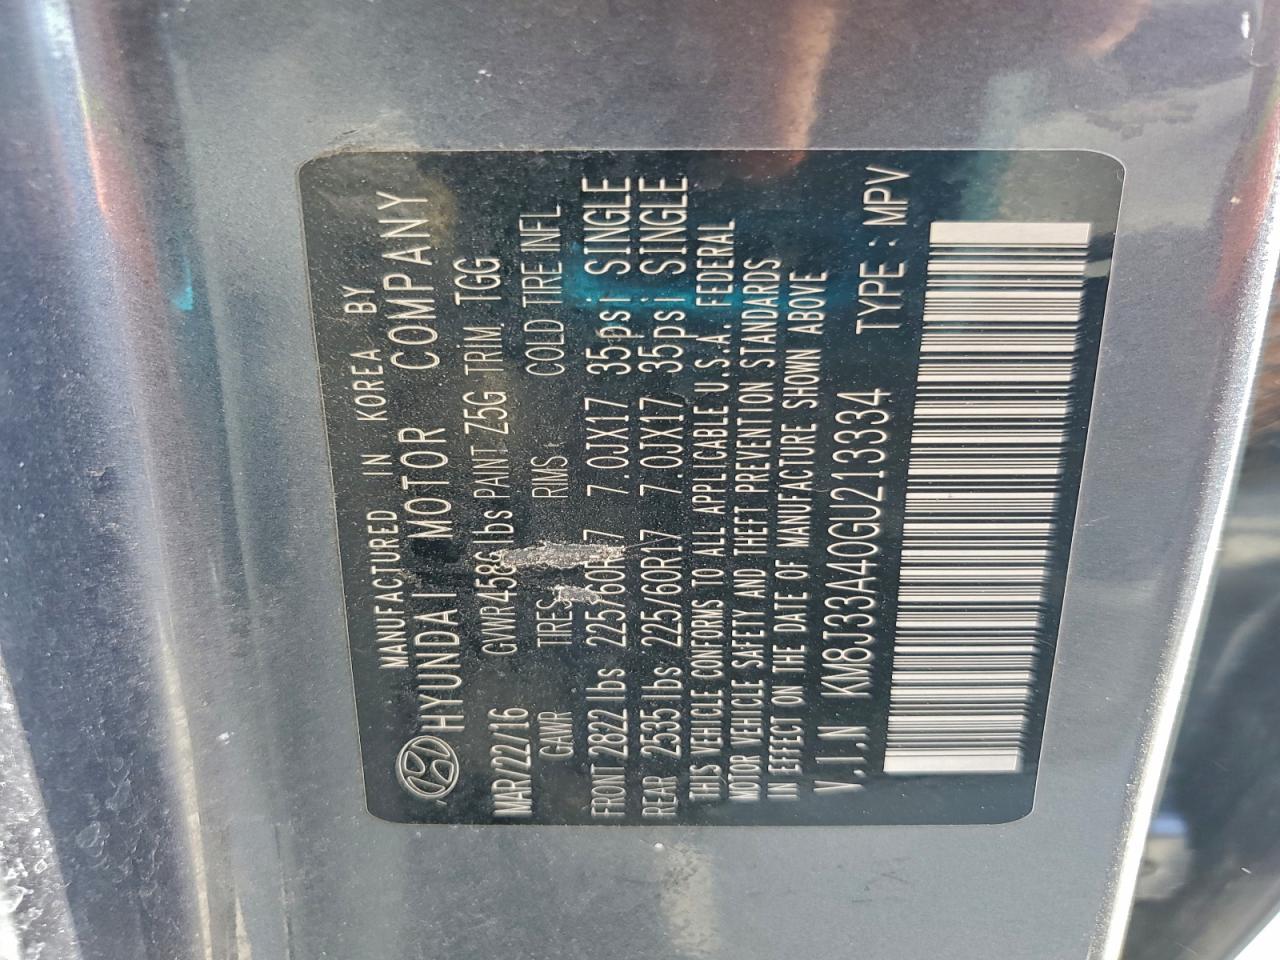 MANUFACTURED IN KOREA BY
HYUNDAI MOTOR COMPANY
MAR/22/16 GVWR lbs PAINT Z5G TRIM TGG
GAWR TIRES RIMS COLD TIRE INFL
FRONT 2822 lbs 225/60R17 7.0JX17 35psi SINGLE
REAR 2535 lbs 225/60R17 7.0JX17 35psi SINGLE
THIS VEHICLE CONFORMS TO ALL APPLICABLE U.S.A. FEDERAL
MOTOR VEHICLE SAFETY AND THEFT PREVENTION STANDARDS
IN EFFECT ON THE DATE OF MANUFACTURE SHOWN ABOVE
V.I.N KM8J33A40GU213334 TYPE : MPV